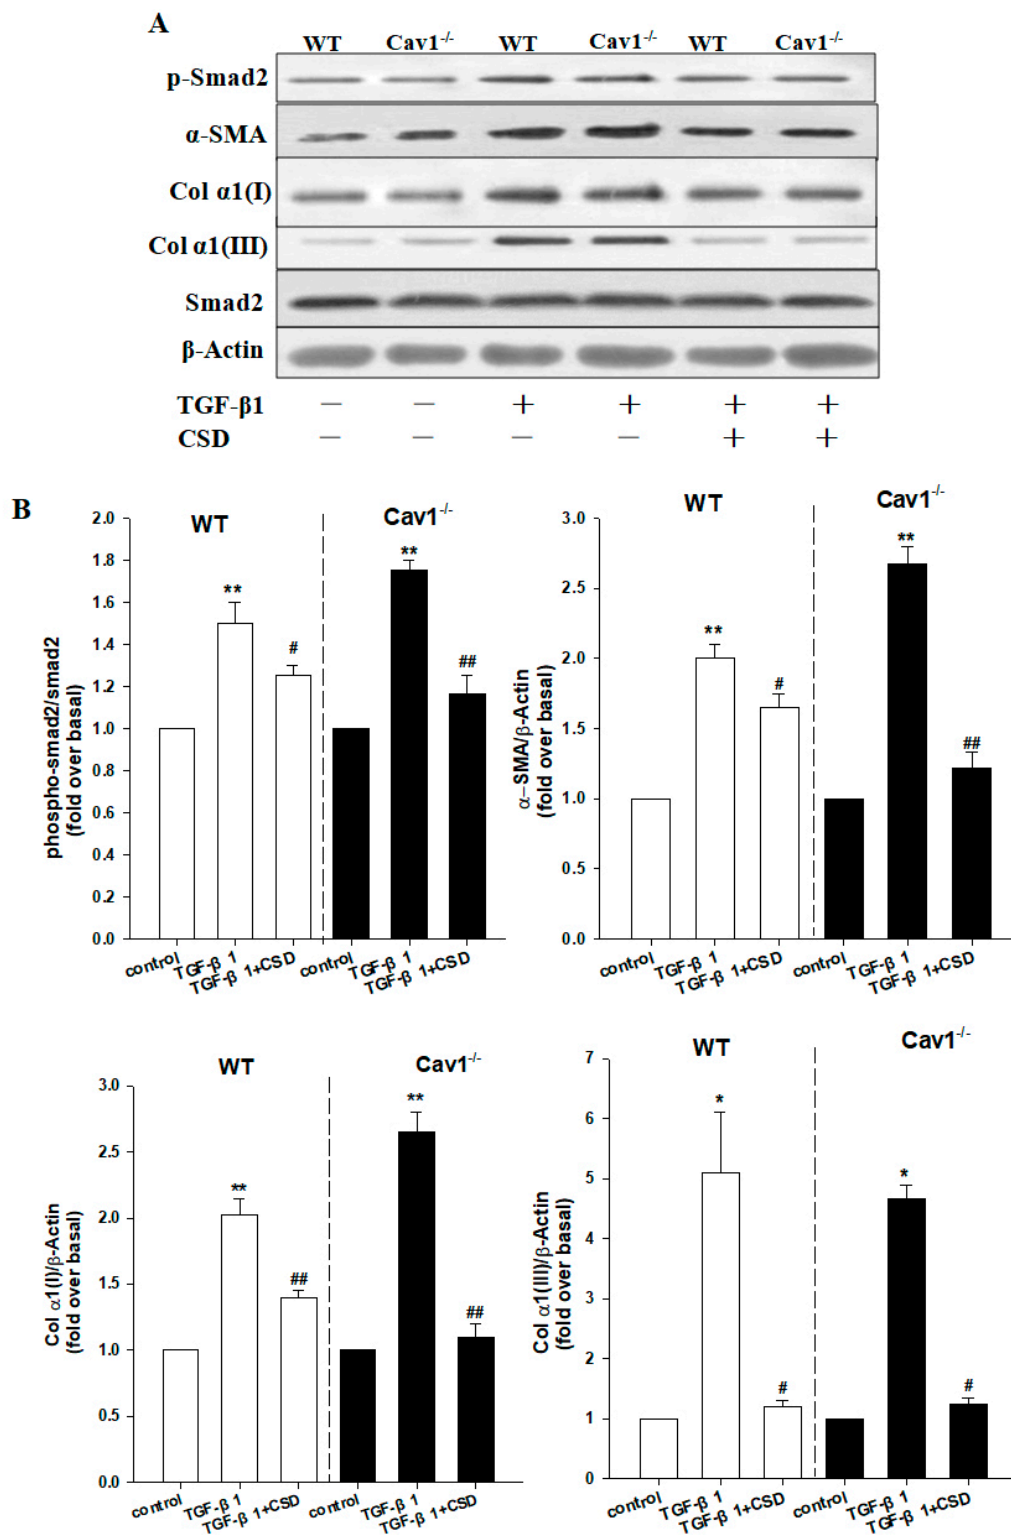 A
WT Cav1-/- WT Cav1-/- WT Cav1-/-
p-Smad2
α-SMA
Col α1(I)
Col α1(III)
Smad2
β-Actin
TGF-β1 − − + + + +
CSD − − − − + +
B
WT Cav1-/-
phospho-smad2/smad2
(fold over basal)
2.0
1.8
1.6
1.4
1.2
1.0
0.8
0.6
0.4
0.2
0.0
** # ** ##
control TGF-β 1 TGF-β 1+CSD control TGF-β 1 TGF-β 1+CSD
WT Cav1-/-
α−SMA/β-Actin
(fold over basal)
3.0
2.5
2.0
1.5
1.0
0.5
0.0
** # ** ##
control TGF-β 1 TGF-β 1+CSD control TGF-β 1 TGF-β 1+CSD
WT Cav1-/-
Col α1(I)/β-Actin
(fold over basal)
3.0
2.5
2.0
1.5
1.0
0.5
0.0
** ## ** ##
control TGF-β 1 TGF-β 1+CSD control TGF-β 1 TGF-β 1+CSD
WT Cav1-/-
Col α1(III)/β-Actin
(fold over basal)
7
6
5
4
3
2
1
0
* # * #
control TGF-β 1 TGF-β 1+CSD control TGF-β 1 TGF-β 1+CSD